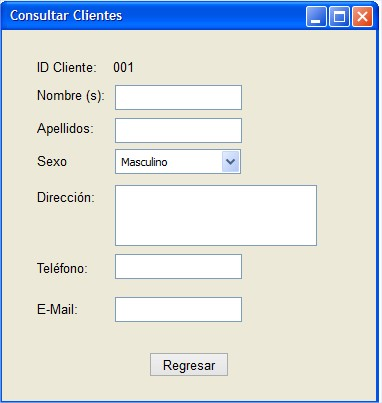 Consultar Clientes
ID Cliente: 001
Nombre (s):
Apellidos:
Sexo Masculino
Dirección:
Teléfono:
E-Mail:
Regresar